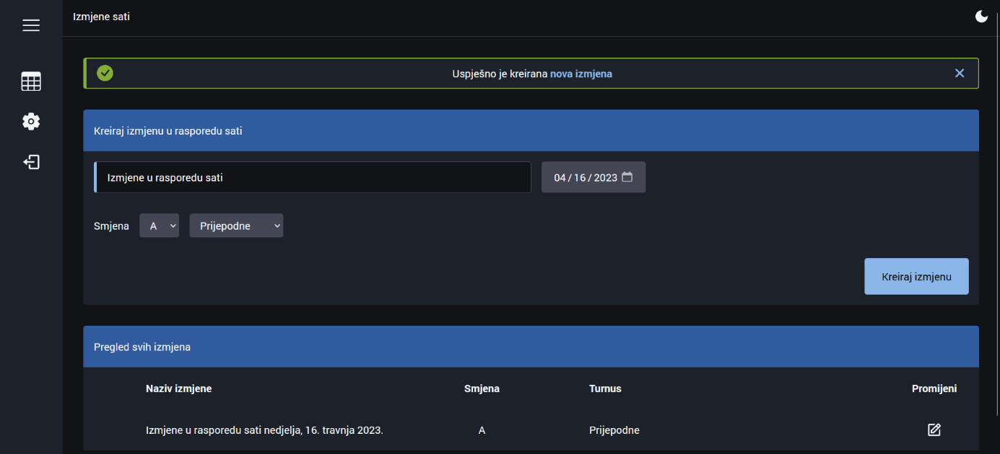 Izmjene sati
Uspješno je kreirana nova izmjena
Kreiraj izmjenu u rasporedu sati
Izmjene u rasporedu sati
04 / 16 / 2023
Smjena A Prijepodne
Kreiraj izmjenu
Pregled svih izmjena
Naziv izmjene Smjena Turnus Promijeni
Izmjene u rasporedu sati nedjelja, 16. travnja 2023. A Prijepodne